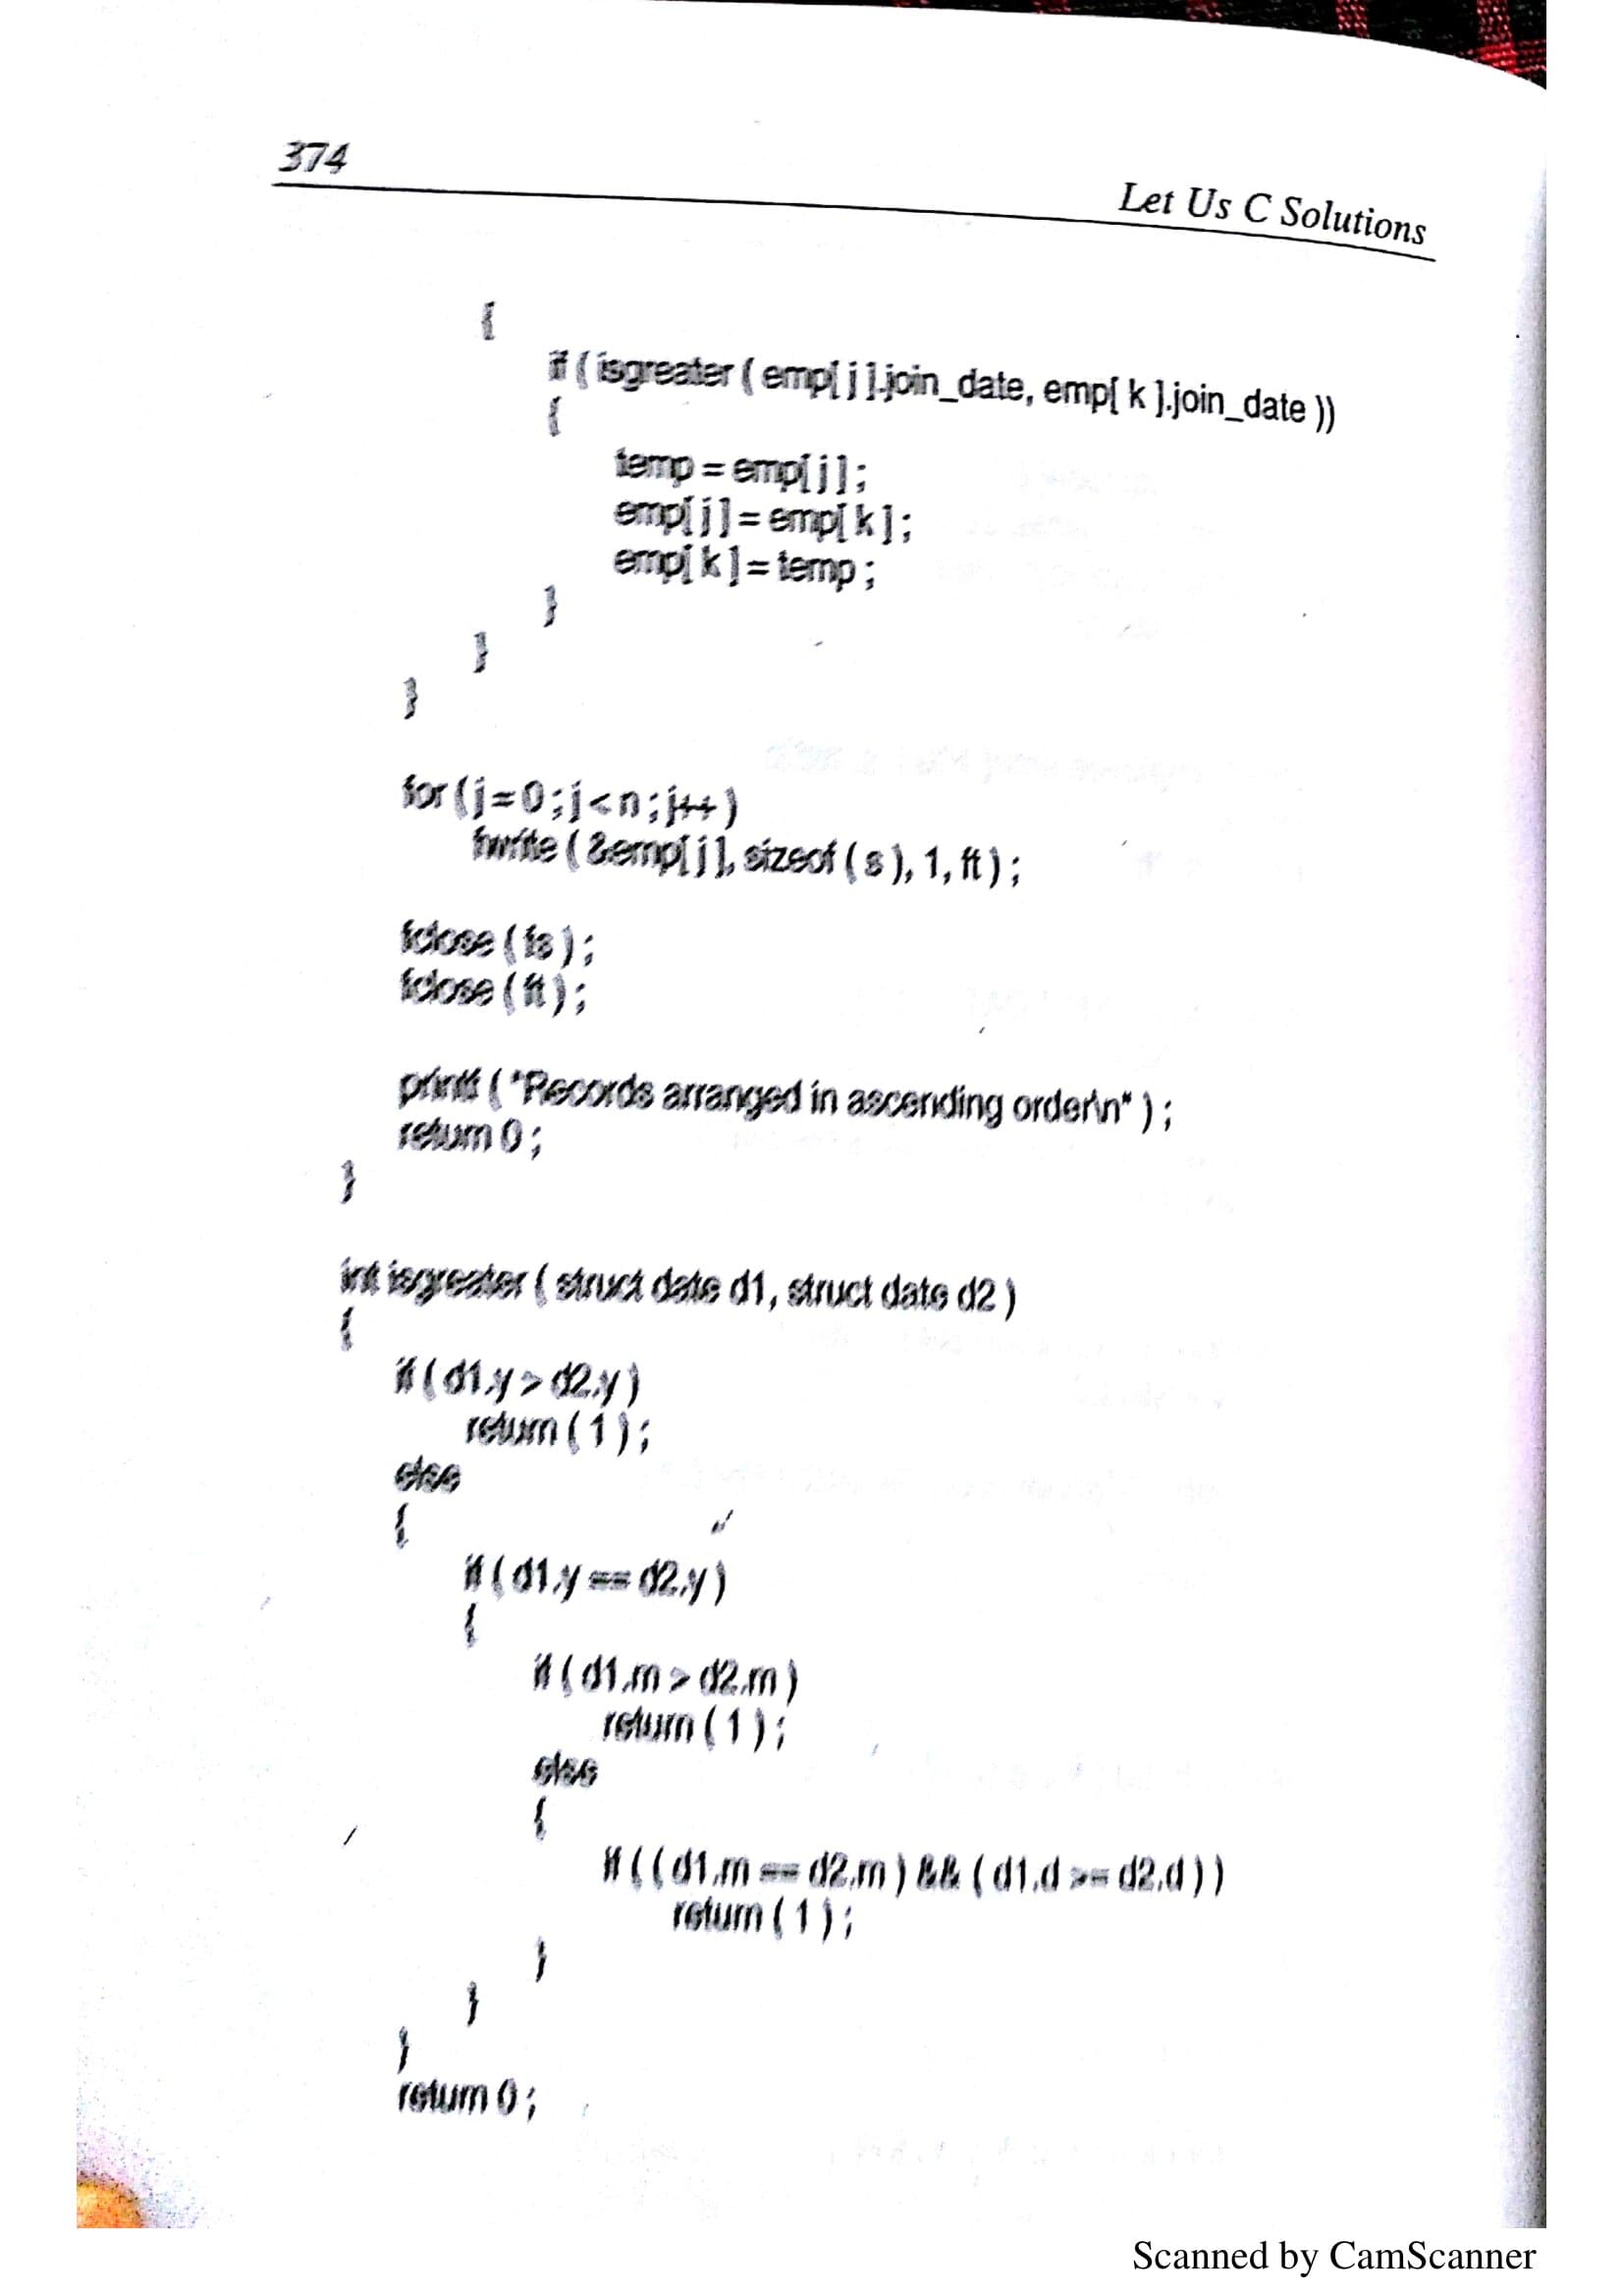 374
Let Us C Solutions
{
if ( isgreater ( emp[ j ].join_date, emp[ k ].join_date ))
{
temp = emp[ j ] ;
emp[ j ] = emp[ k ] ;
emp[ k ] = temp ;
}
}
}
for ( j = 0 ; j < n ; j++ )
fwrite ( &emp[ j ], sizeof ( s ), 1, ft ) ;
fclose ( fs ) ;
fclose ( ft ) ;
printf ( "Records arranged in ascending order\n" ) ;
return 0 ;
}
int isgreater ( struct date d1, struct date d2 )
{
if ( d1.y > d2.y )
return ( 1 ) ;
else
{
if ( d1.y == d2.y )
{
if ( d1.m > d2.m )
return ( 1 ) ;
else
{
if ( ( d1.m == d2.m ) && ( d1.d >= d2.d ) )
return ( 1 ) ;
}
}
}
return 0 ;
Scanned by CamScanner